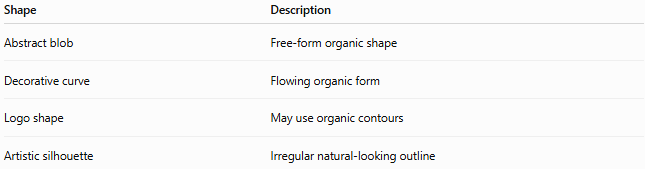 Shape Description
Abstract blob Free-form organic shape
Decorative curve Flowing organic form
Logo shape May use organic contours
Artistic silhouette Irregular natural-looking outline